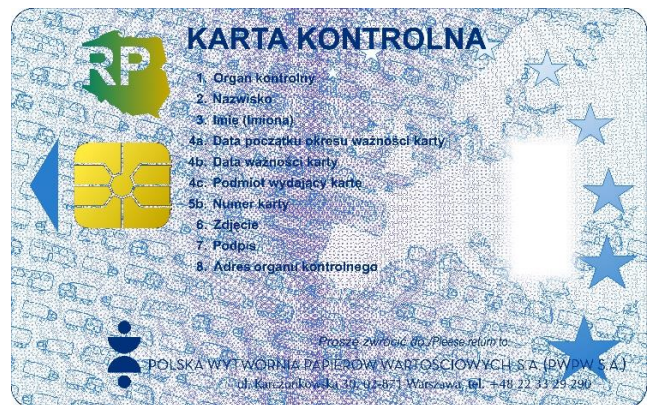 RP
KARTA KONTROLNA
1. Organ kontrolny
2. Nazwisko
3. Imię (Imiona)
4a. Data początku okresu ważności karty
4b. Data ważności karty
4c. Podmiot wydający kartę
5b. Numer karty
6. Zdjęcie
7. Podpis
8. Adres organu kontrolnego
Proszę zwrócić do:/Please return to:
POLSKA WYTWÓRNIA PAPIERÓW WARTOŚCIOWYCH S.A. (PWPW S.A.)
ul. Karczunkowska 30, 02-871 Warszawa, tel. +48 22 33 29 290